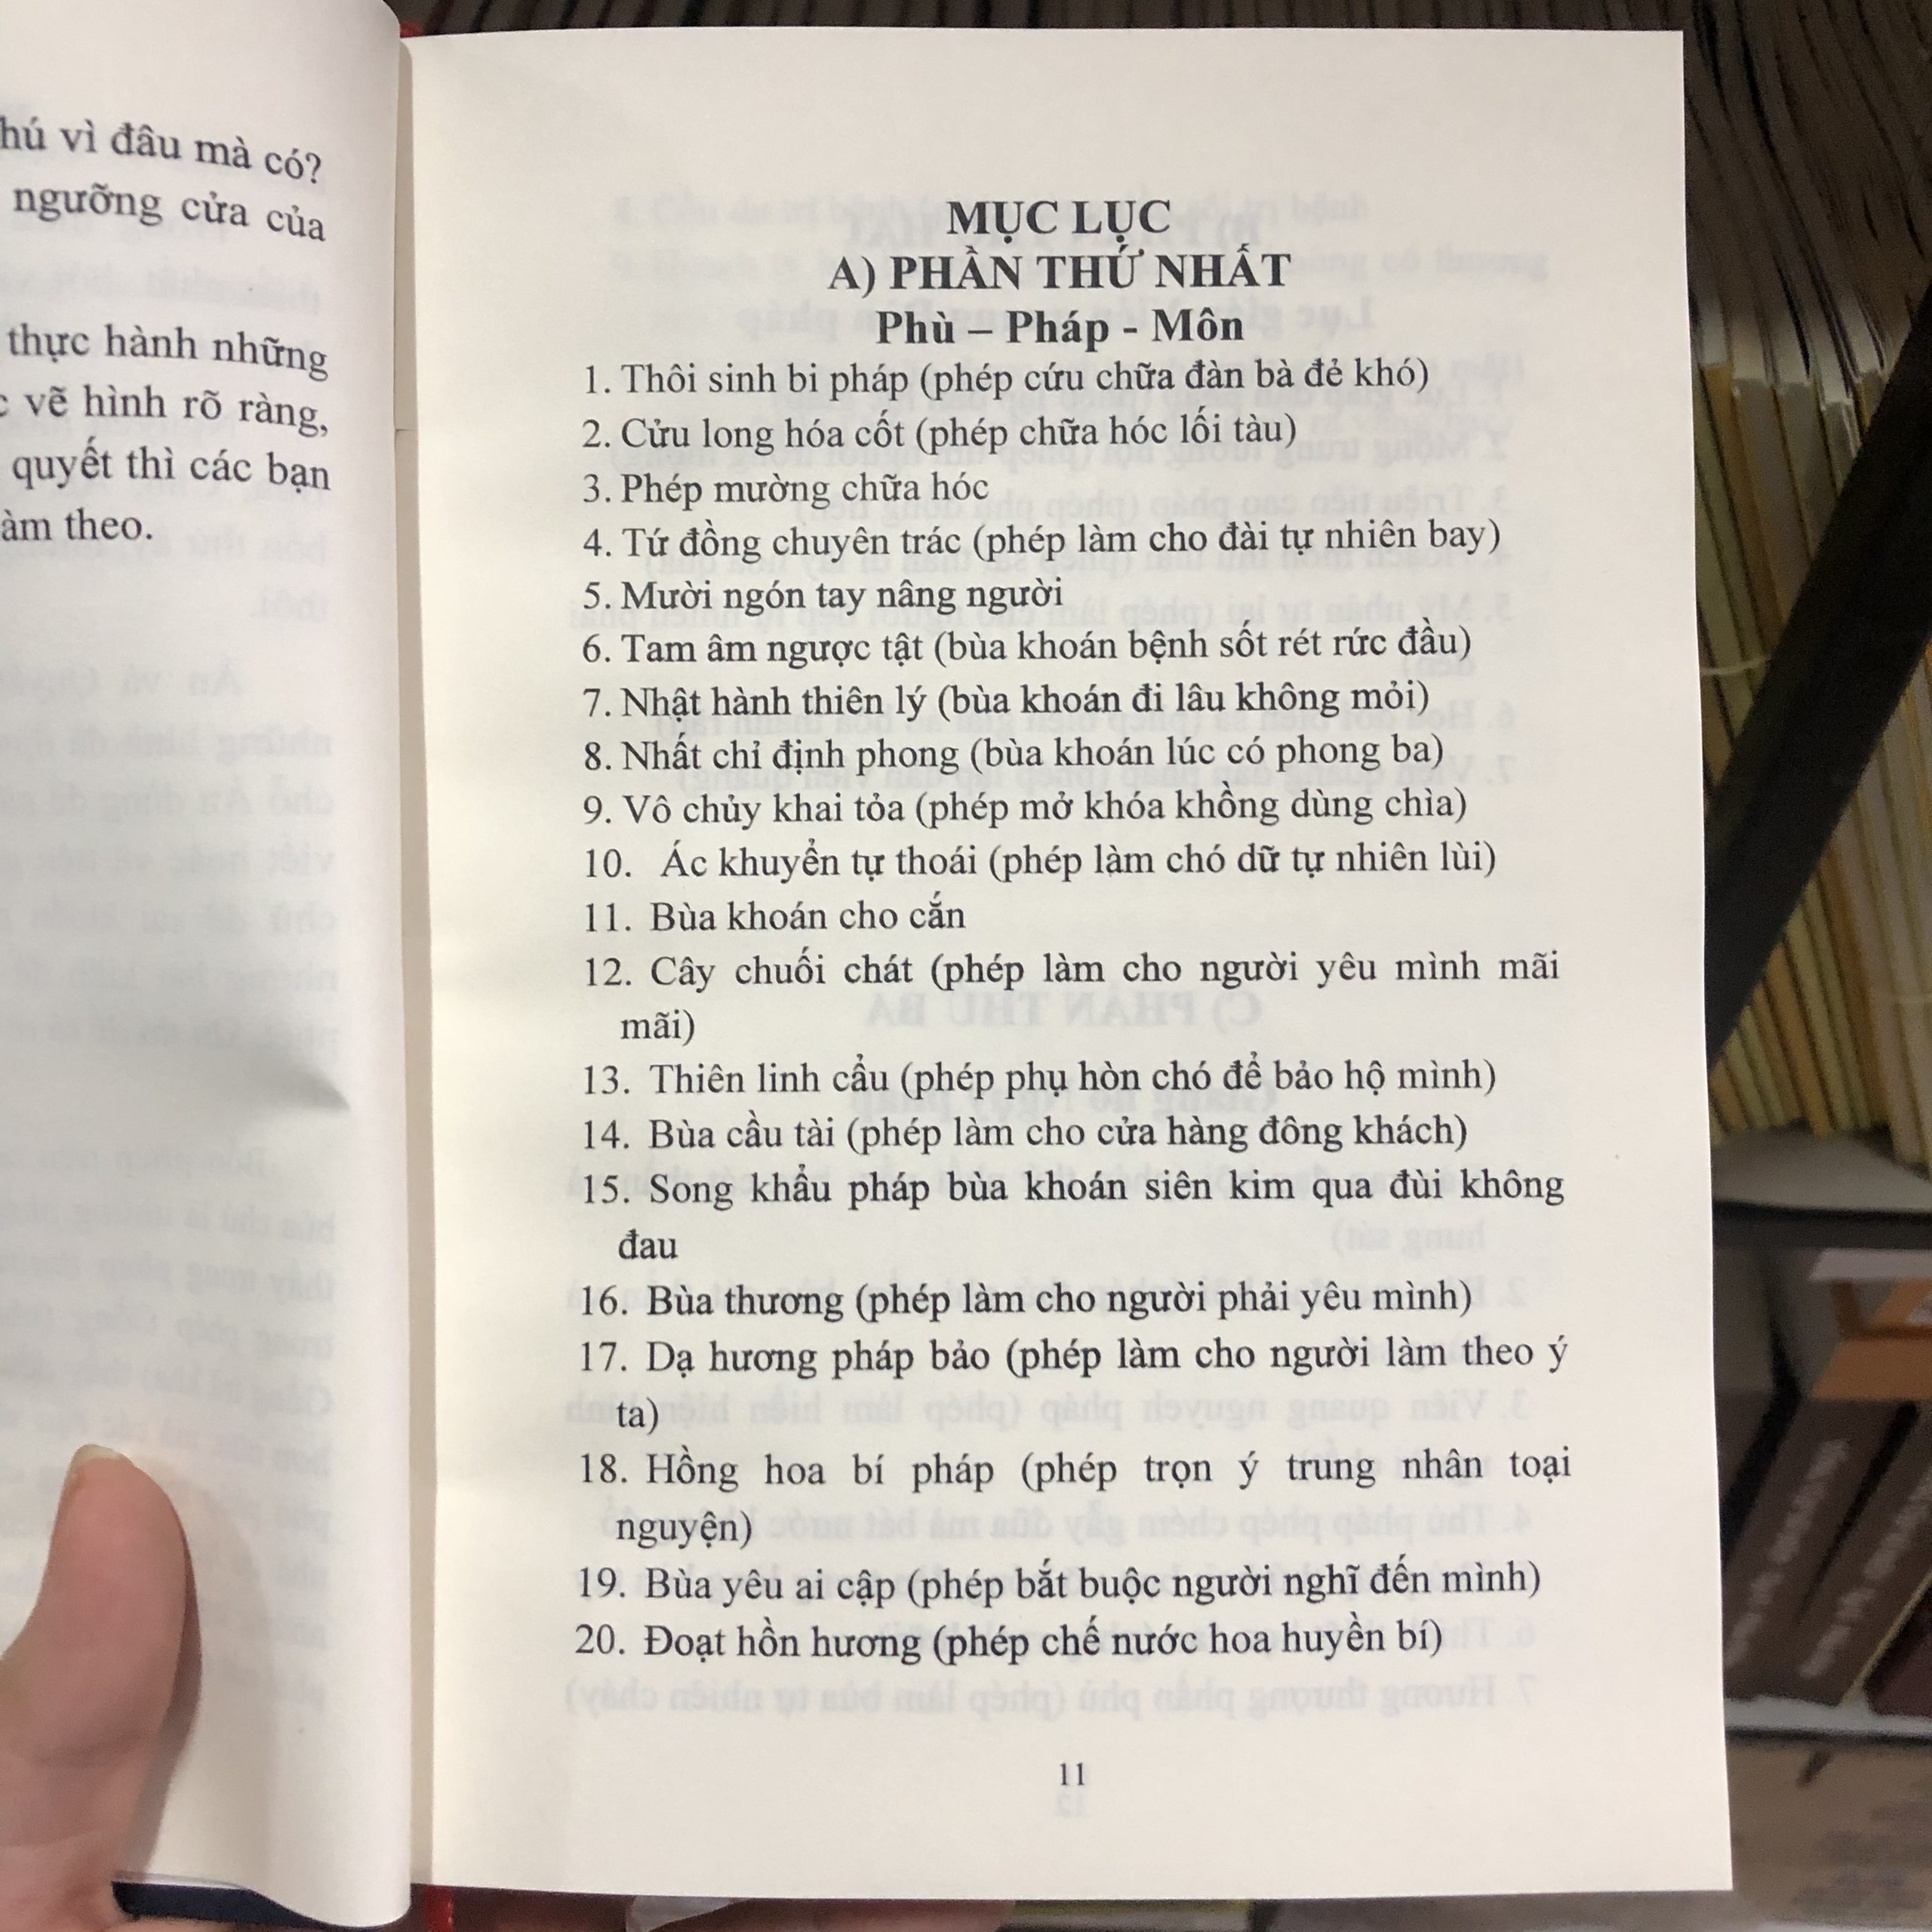 hú vì đâu mà có?
ngưỡng cửa của
thực hành những
vẽ hình rõ ràng,
quyết thì các bạn
àm theo.
MỤC LỤC
A) PHẦN THỨ NHẤT
Phù – Pháp - Môn
1. Thôi sinh bi pháp (phép cứu chữa đàn bà đẻ khó)
2. Cửu long hóa cốt (phép chữa hóc lối tàu)
3. Phép mường chữa hóc
4. Tứ đồng chuyên trác (phép làm cho đài tự nhiên bay)
5. Mười ngón tay nâng người
6. Tam âm ngược tật (bùa khoán bệnh sốt rét rức đầu)
7. Nhật hành thiên lý (bùa khoán đi lâu không mỏi)
8. Nhất chỉ định phong (bùa khoán lúc có phong ba)
9. Vô chủy khai tỏa (phép mở khóa khồng dùng chìa)
10. Ác khuyển tự thoái (phép làm chó dữ tự nhiên lùi)
11. Bùa khoán cho cắn
12. Cây chuối chát (phép làm cho người yêu mình mãi
mãi)
13. Thiên linh cẩu (phép phụ hòn chó để bảo hộ mình)
14. Bùa cầu tài (phép làm cho cửa hàng đông khách)
15. Song khẩu pháp bùa khoán siên kim qua đùi không
đau
16. Bùa thương (phép làm cho người phải yêu mình)
17. Dạ hương pháp bảo (phép làm cho người làm theo ý
ta)
18. Hồng hoa bí pháp (phép trọn ý trung nhân toại
nguyện)
19. Bùa yêu ai cập (phép bắt buộc người nghĩ đến mình)
20. Đoạt hồn hương (phép chế nước hoa huyền bí)
11